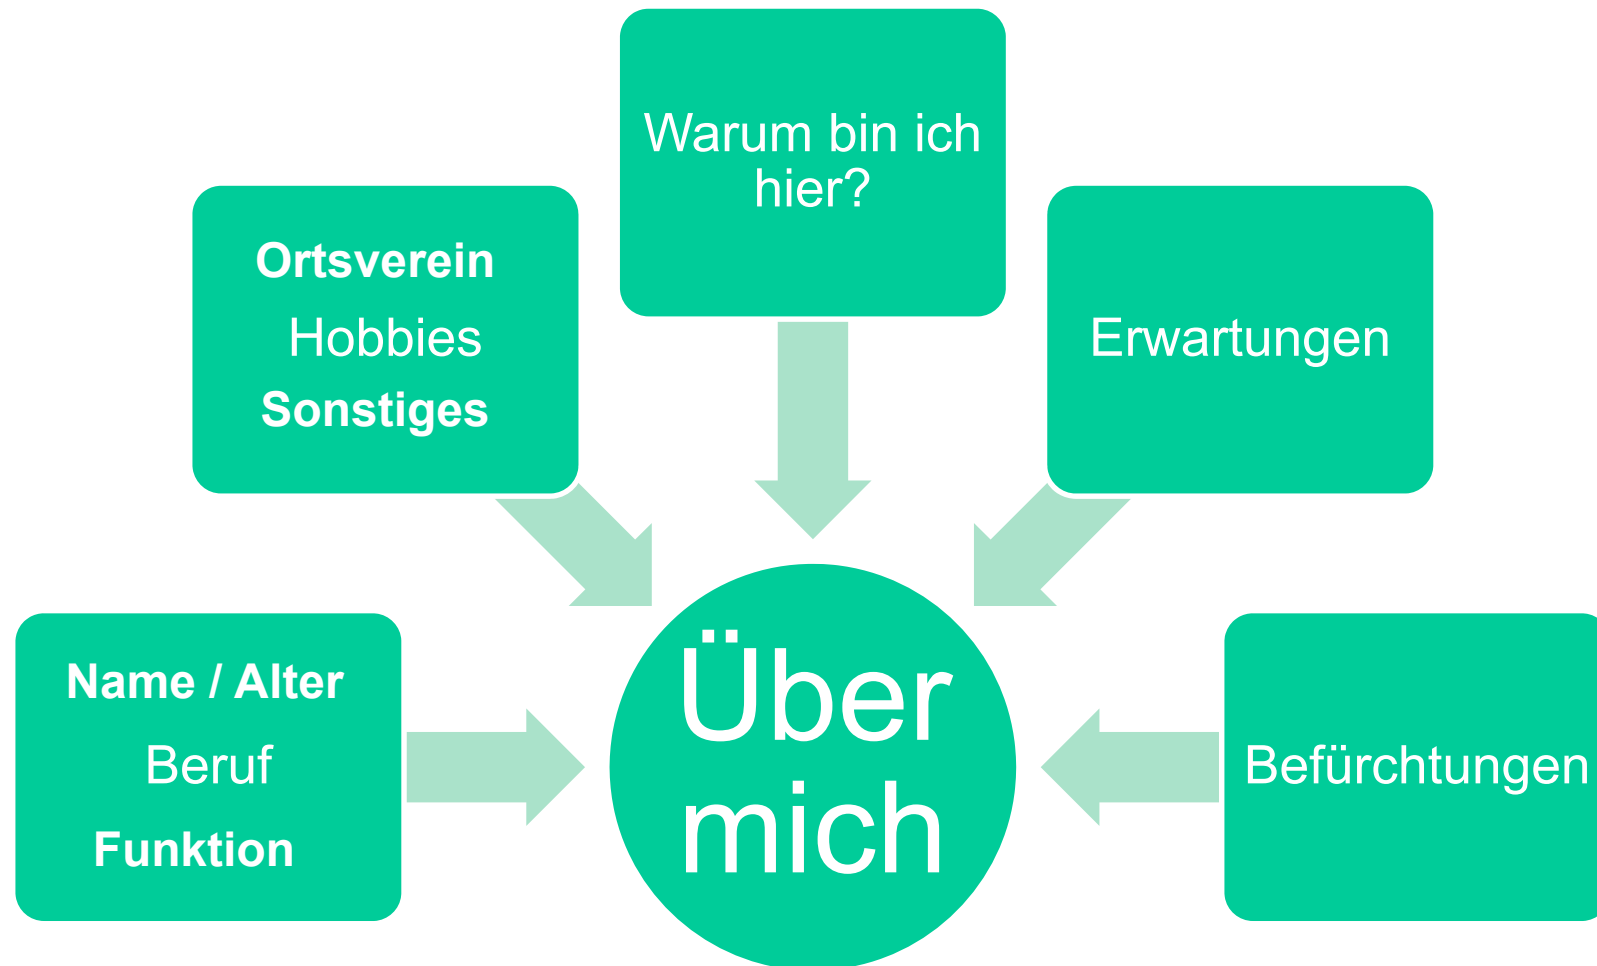 Warum bin ich
hier?
Ortsverein
Hobbies
Sonstiges
Erwartungen
Name / Alter
Beruf
Funktion
Über
mich
Befürchtungen